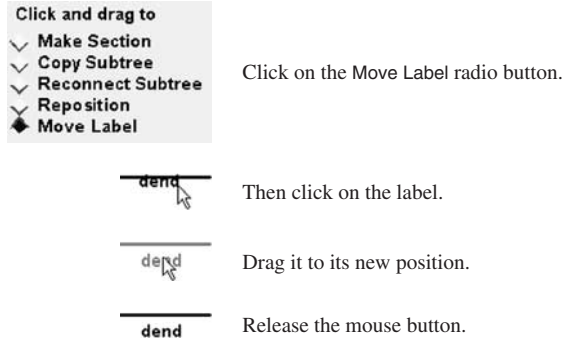 Click and drag to
Make Section
Copy Subtree
Reconnect Subtree
Reposition
Move Label
Click on the Move Label radio button.
dend
Then click on the label.
dend
Drag it to its new position.
dend
Release the mouse button.